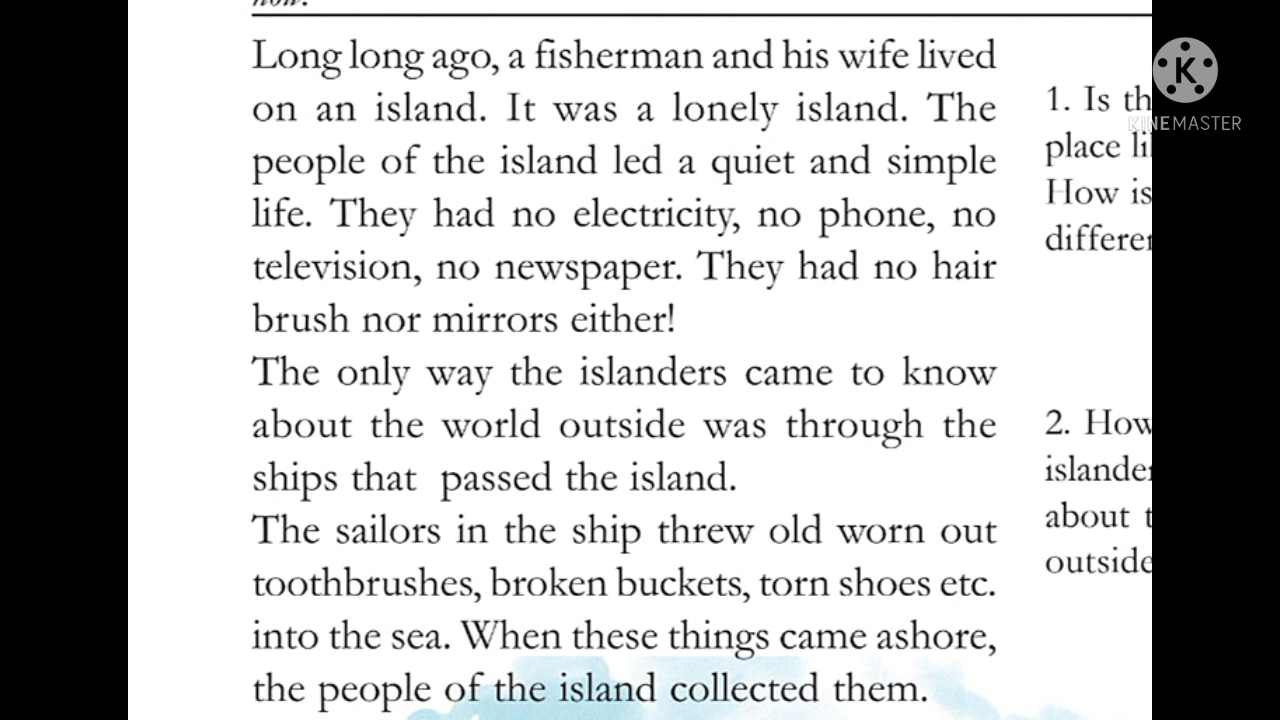 Long long ago, a fisherman and his wife lived
on an island. It was a lonely island. The
people of the island led a quiet and simple
life. They had no electricity, no phone, no
television, no newspaper. They had no hair
brush nor mirrors either!
The only way the islanders came to know
about the world outside was through the
ships that passed the island.
The sailors in the ship threw old worn out
toothbrushes, broken buckets, torn shoes etc.
into the sea. When these things came ashore,
the people of the island collected them.
1. Is
place
How is
2. How
about
outside
K
KINEMASTER